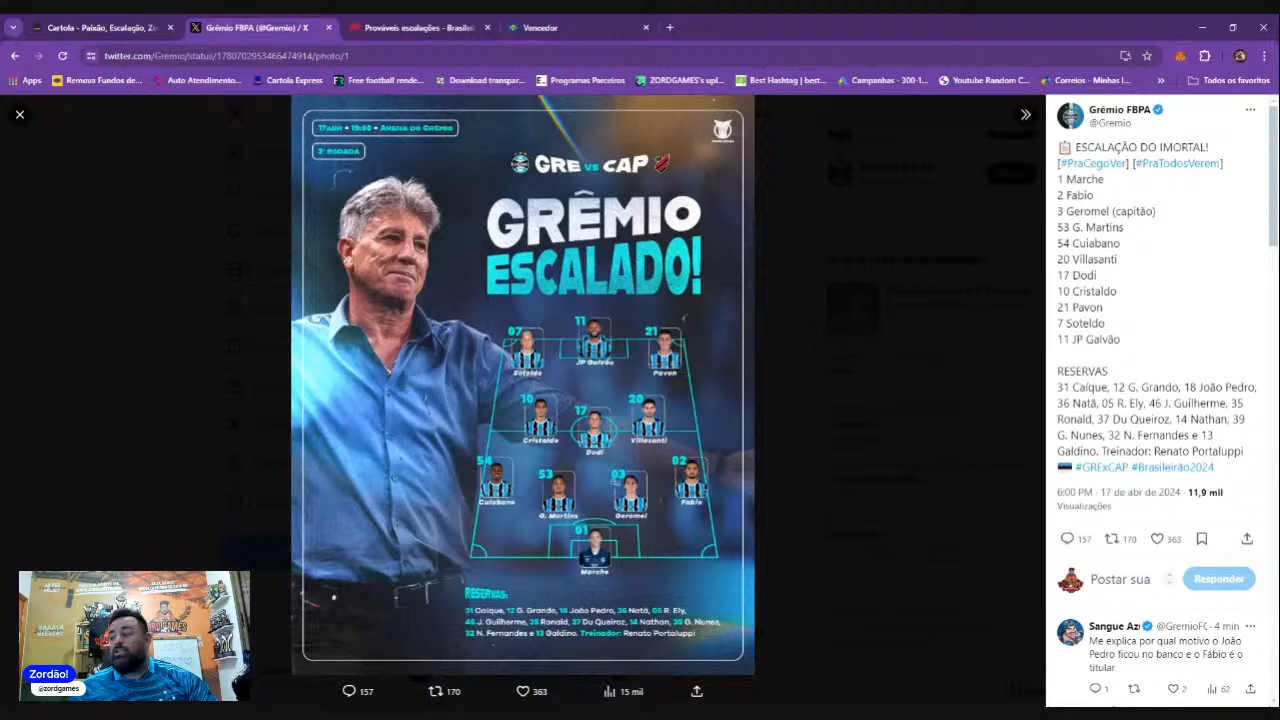 Cartola - Paixão, Escalação, Ze
Grêmio FBPA (@Gremio) / X
Prováveis escalações - Brasilei
Vencedor
twitter.com/Gremio/status/1780702953466474914/photo/1
Apps
Remova Fundos de...
Auto Atendimento...
Cartola Express
Free football rende...
Download transpar...
Programas Parceiros
ZORDGAMES's upl...
Best Hashtag | best...
Campanhas - 300-1...
Youtube Random C...
Correios - Minhas I...
Todos os favoritos
17ABR • 19:00 • ARENA DO GRÊMIO
2ª RODADA
GRE vs CAP
GRÊMIO
ESCALADO!
07
Soteldo
11
JP Galvão
21
Pavon
10
Cristaldo
17
Dodi
20
Villasanti
54
Cuiabano
53
G. Martins
03
Geromel
02
Fabio
01
Marche
RESERVAS:
31 Caíque, 12 G. Grando, 18 João Pedro, 36 Natã, 05 R. Ely,
46 J. Guilherme, 35 Ronald, 37 Du Queiroz, 14 Nathan, 39 G. Nunes,
32 N. Fernandes e 13 Galdino. Treinador: Renato Portaluppi
157
170
363
15 mil
Grêmio FBPA
@Gremio
ESCALAÇÃO DO IMORTAL!
[#PraCegoVer] [#PraTodosVerem]
1 Marche
2 Fabio
3 Geromel (capitão)
53 G. Martins
54 Cuiabano
20 Villasanti
17 Dodi
10 Cristaldo
21 Pavon
7 Soteldo
11 JP Galvão
RESERVAS
31 Caíque, 12 G. Grando, 18 João Pedro,
36 Natã, 05 R. Ely, 46 J. Guilherme, 35
Ronald, 37 Du Queiroz, 14 Nathan, 39
G. Nunes, 32 N. Fernandes e 13
Galdino. Treinador: Renato Portaluppi
#GRExCAP #Brasileirão2024
6:00 PM · 17 de abr de 2024 · 11,9 mil
Visualizações
157
170
363
Postar sua
Responder
Sangue Azu @GremioFC · 4 min
Me explica por qual motivo o João
Pedro ficou no banco e o Fábio é o
titular
1
2
62
Zordão!
@zordgames